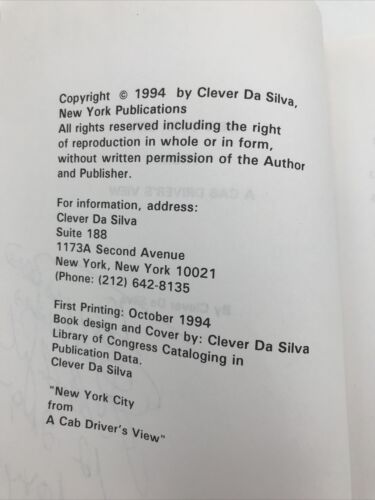 Copyright © 1994 by Clever Da Silva,
New York Publications
All rights reserved including the right
of reproduction in whole or in form,
without written permission of the Author
and Publisher.
For information, address:
Clever Da Silva
Suite 188
1173A Second Avenue
New York, New York 10021
(Phone: (212) 642-8135
First Printing: October 1994
Book design and Cover by: Clever Da Silva
Library of Congress Cataloging in
Publication Data.
Clever Da Silva
"New York City
from
A Cab Driver's View"